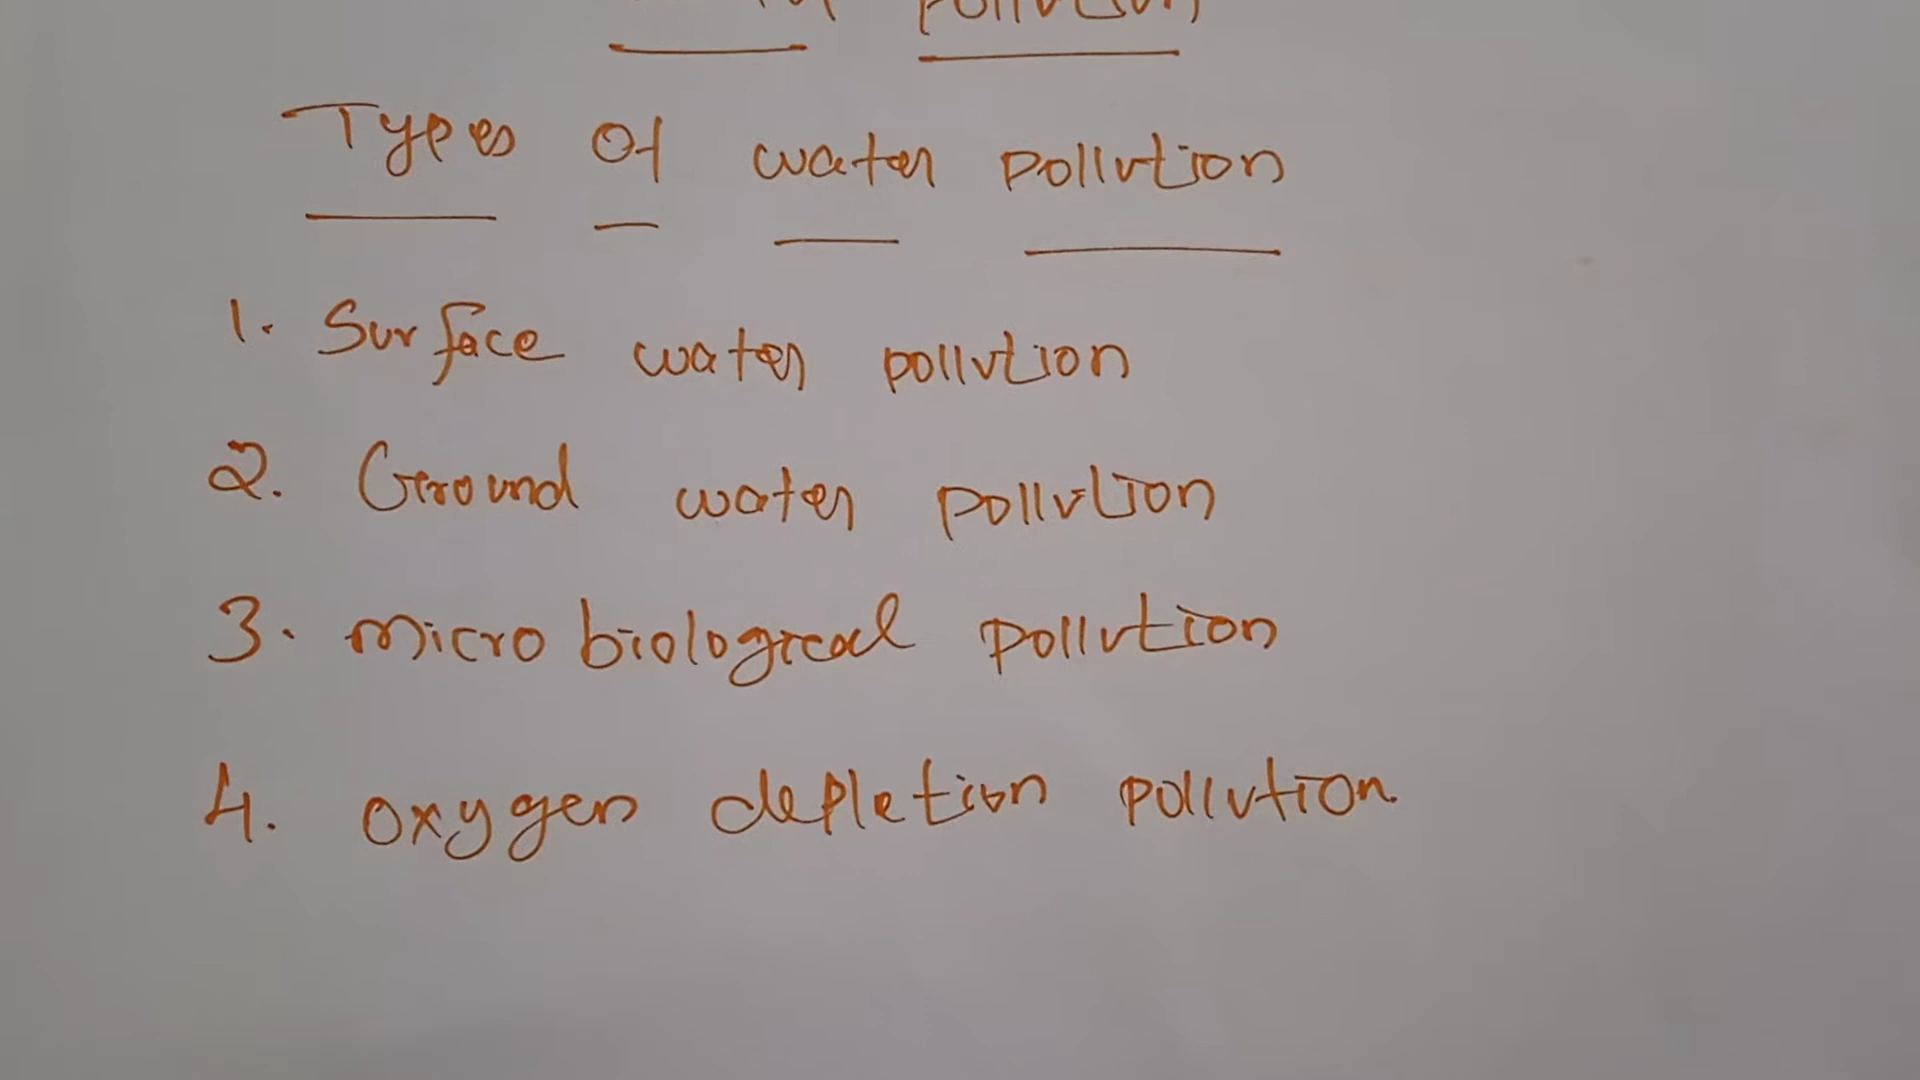 pollution
Types Of water pollution
1. Surface water pollution
2. Ground water pollution
3. micro biological pollution
4. oxygen depletion pollution.